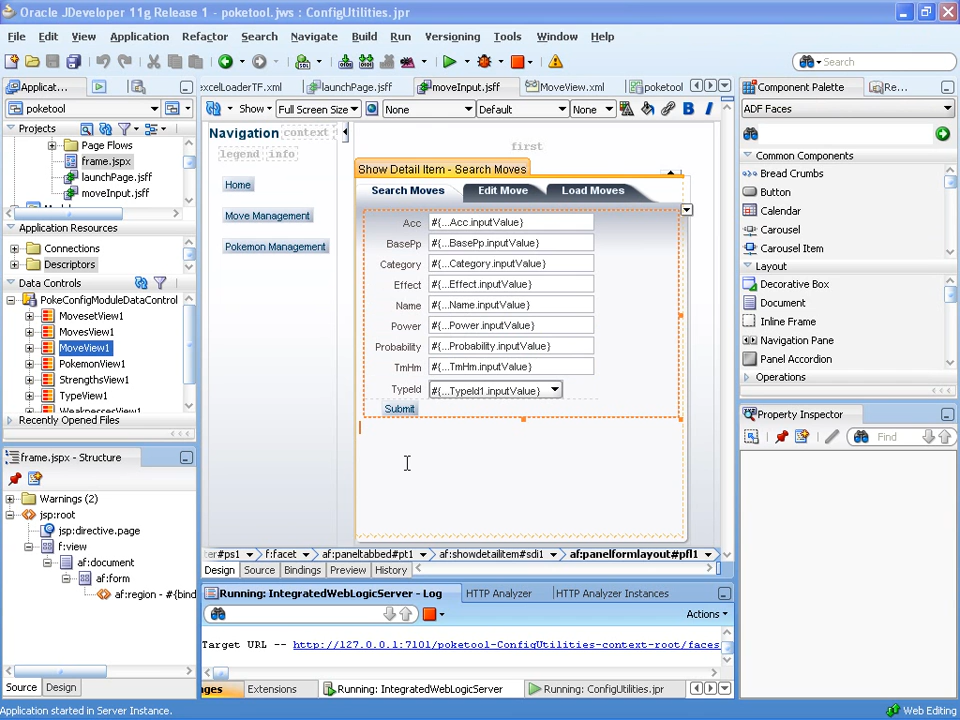 Oracle JDeveloper 11g Release 1 - poketool.jws : ConfigUtilities.jpr
File Edit View Application Refactor Search Navigate Build Run Versioning Tools Window Help
Search
Applicat...
xcelLoaderTF.xml
launchPage.jsff
moveInput.jsff
MoveView.xml
poketool
Component Palette
Re...
poketool
Show
Full Screen Size
None
Default
None
ADF Faces
Projects
Page Flows
frame.jspx
launchPage.jsff
moveInput.jsff
Application Resources
Connections
Descriptors
Data Controls
PokeConfigModuleDataControl
MovesetView1
MovesView1
MoveView1
PokemonView1
StrengthsView1
TypeView1
WeaknessesView1
Recently Opened Files
Navigation context
legend info
Home
Move Management
Pokemon Management
first
Show Detail Item - Search Moves
Search Moves Edit Move Load Moves
Acc #{...Acc.inputValue}
BasePp #{...BasePp.inputValue}
Category #{...Category.inputValue}
Effect #{...Effect.inputValue}
Name #{...Name.inputValue}
Power #{...Power.inputValue}
Probability #{...Probability.inputValue}
TmHm #{...TmHm.inputValue}
TypeId #{...TypeId1.inputValue}
Submit
Common Components
Bread Crumbs
Button
Calendar
Calendar Item
Layout
Decorative Box
Document
Inline Frame
Navigation Pane
Panel Accordion
Operations
Property Inspector
Find
frame.jspx - Structure
Warnings (2)
jsp:root
jsp:directive.page
f:view
af:document
af:form
af:region - #{bind
Source Design
ter#ps1 f:facet af:paneltabbed#pt1 af:showdetailitem#sdi1 af:panelformlayout#pfl1
Design Source Bindings Preview History
Running: IntegratedWebLogicServer - Log
HTTP Analyzer
HTTP Analyzer Instances
Actions
Target URL -- http://127.0.0.1:7101/poketool-ConfigUtilities-context-root/faces
ages Extensions Running: IntegratedWebLogicServer Running: ConfigUtilities.jpr
Application started in Server Instance.
Web Editing